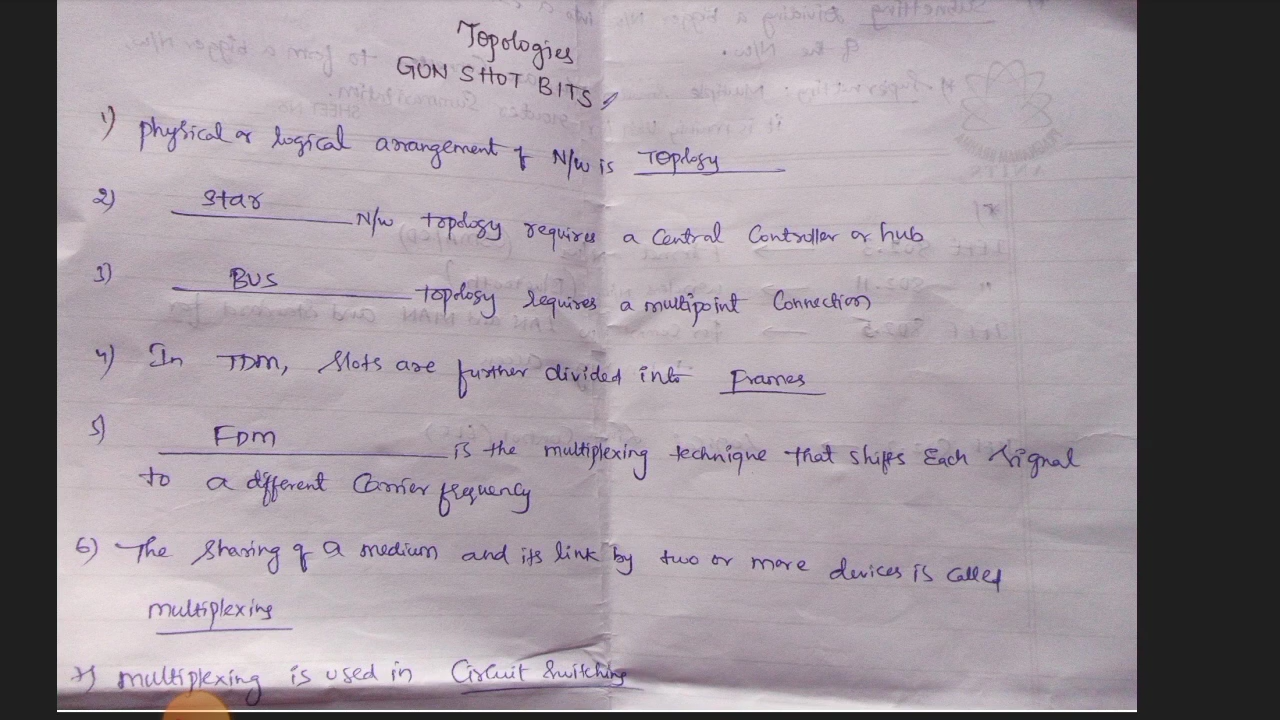 Topologies
GUN SHOT BITS
1) physical or logical arrangement of N/w is Topology
2) Star N/w topology requires a Central Controller or hub
3) BUS topology requires a multipoint Connection
4) In TDM, slots are further divided into Frames
5) FDM is the multiplexing technique that shifts Each signal
to a different Carrier frequency
6) The sharing of a medium and its link by two or more devices is called
multiplexing
7) multiplexing is used in Circuit Switching